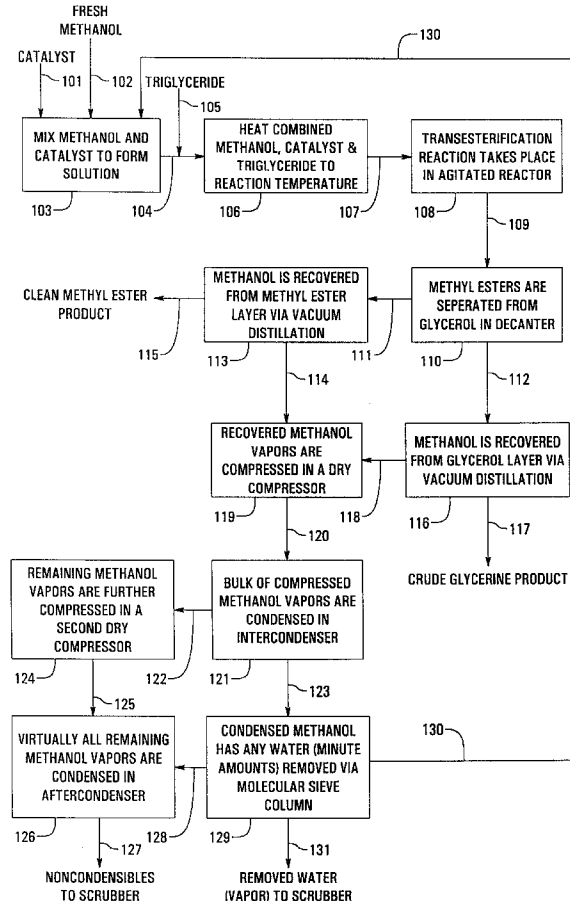 FRESH
METHANOL
130
CATALYST
101
102
TRIGLYCERIDE
105
MIX METHANOL AND
CATALYST TO FORM
SOLUTION
103
104
HEAT COMBINED
METHANOL, CATALYST &
TRIGLYCERIDE TO
REACTION TEMPERATURE
106
107
TRANSESTERIFICATION
REACTION TAKES PLACE
IN AGITATED REACTOR
108
109
CLEAN METHYL ESTER
PRODUCT
115
METHANOL IS RECOVERED
FROM METHYL ESTER
LAYER VIA VACUUM
DISTILLATION
113
111
METHYL ESTERS ARE
SEPERATED FROM
GLYCEROL IN DECANTER
110
114
112
RECOVERED METHANOL
VAPORS ARE
COMPRESSED IN A DRY
COMPRESSOR
119
118
METHANOL IS RECOVERED
FROM GLYCEROL LAYER VIA
VACUUM DISTILLATION
116
117
120
CRUDE GLYCERINE PRODUCT
REMAINING METHANOL
VAPORS ARE FURTHER
COMPRESSED IN A
SECOND DRY
COMPRESSOR
124
122
BULK OF COMPRESSED
METHANOL VAPORS ARE
CONDENSED IN
INTERCONDENSER
121
123
125
VIRTUALLY ALL REMAINING
METHANOL VAPORS ARE
CONDENSED IN
AFTERCONDENSER
126
128
CONDENSED METHANOL
HAS ANY WATER (MINUTE
AMOUNTS) REMOVED VIA
MOLECULAR SIEVE
COLUMN
129
130
127
131
NONCONDENSIBLES
TO SCRUBBER
REMOVED WATER
(VAPOR) TO SCRUBBER